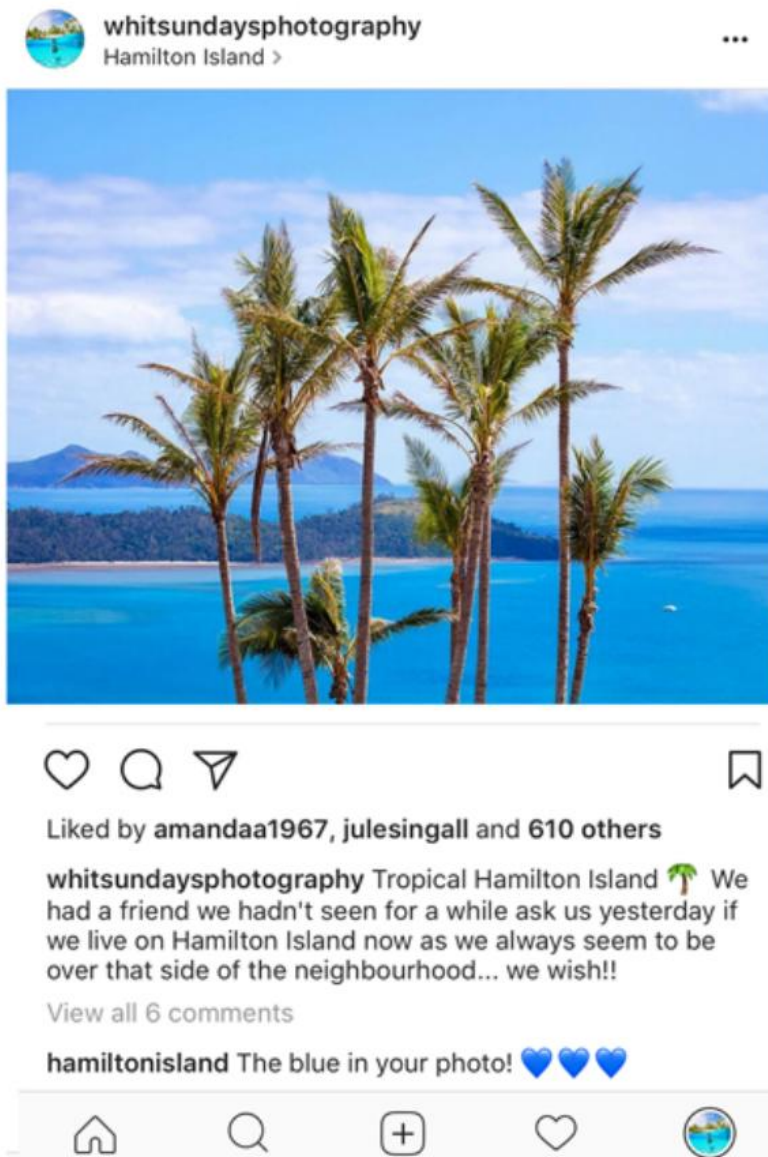 whitsundaysphotography
Hamilton Island >
Liked by amandaa1967, julesingall and 610 others
whitsundaysphotography Tropical Hamilton Island 🌴 We
had a friend we hadn't seen for a while ask us yesterday if
we live on Hamilton Island now as we always seem to be
over that side of the neighbourhood... we wish!!
View all 6 comments
hamiltonisland The blue in your photo! 💙💙💙